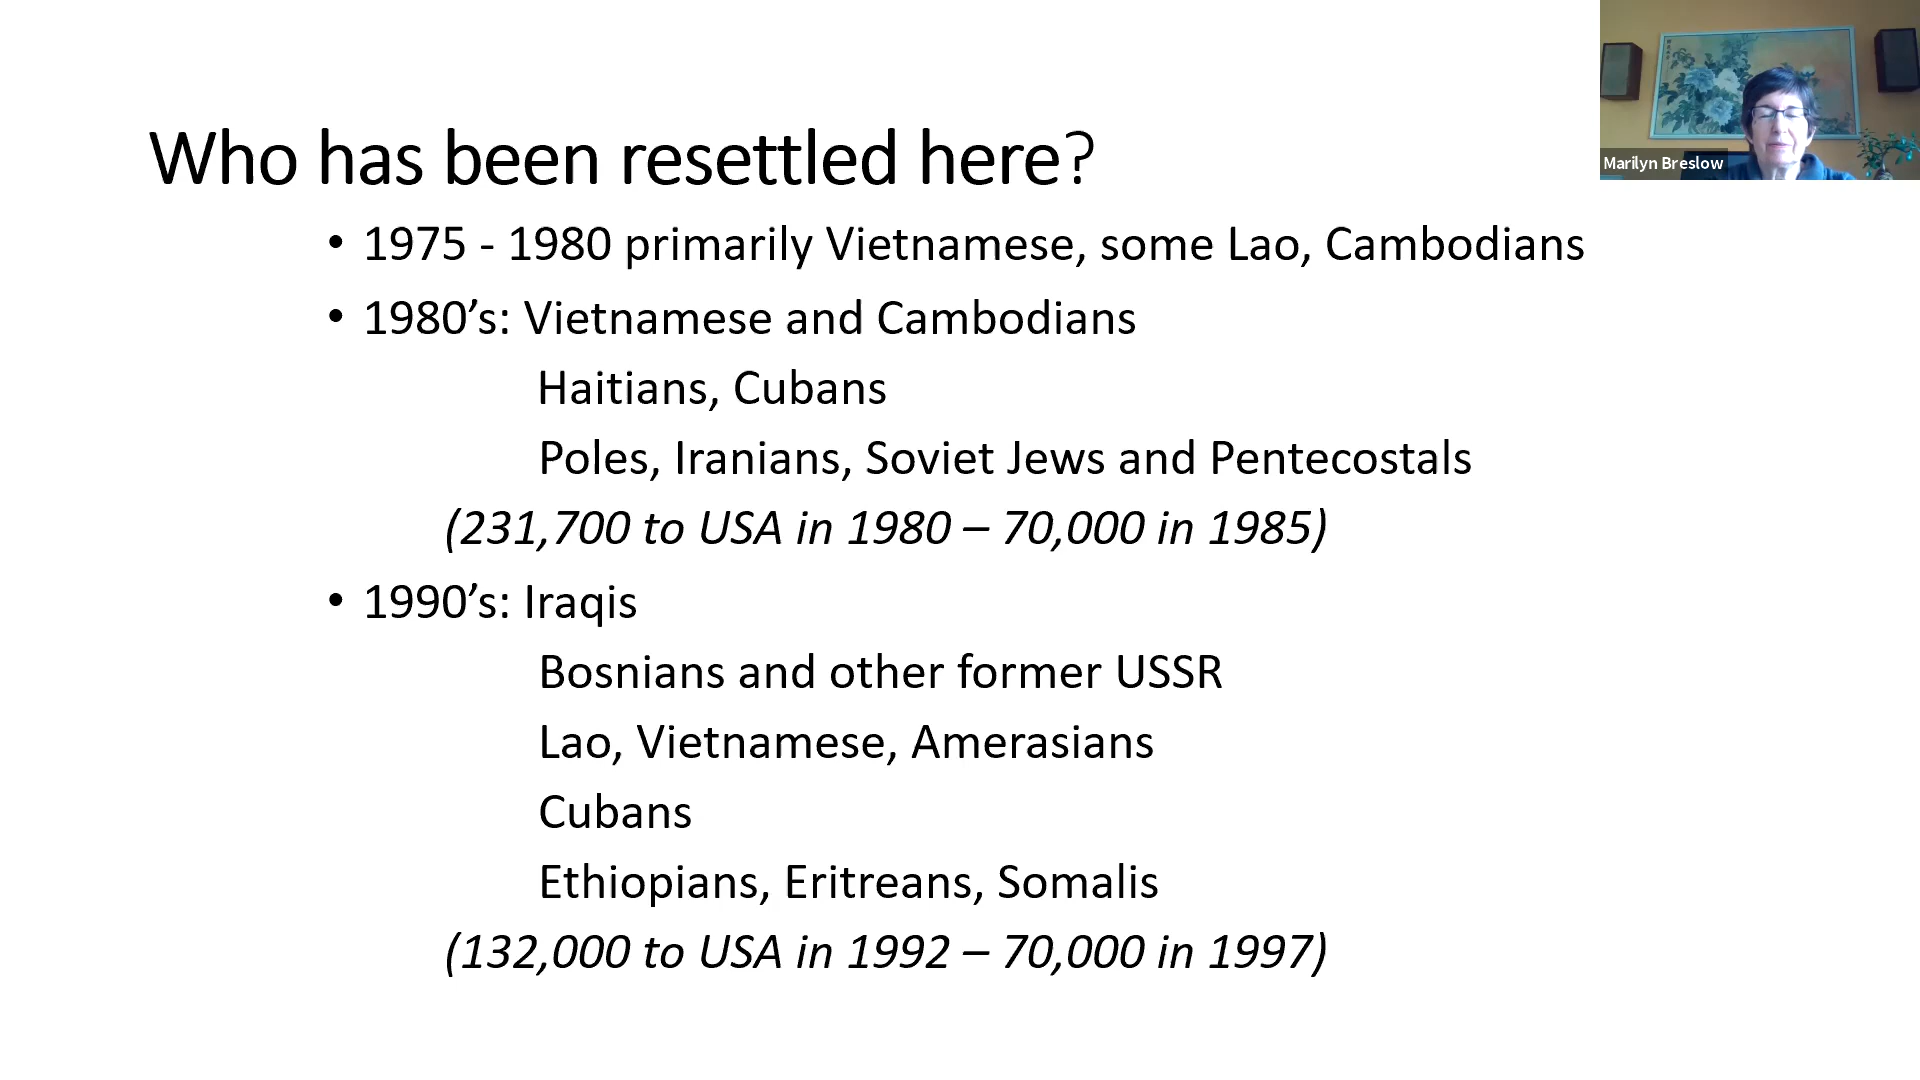 Who has been resettled here?
Marilyn Breslow
• 1975 - 1980 primarily Vietnamese, some Lao, Cambodians
• 1980’s: Vietnamese and Cambodians
Haitians, Cubans
Poles, Iranians, Soviet Jews and Pentecostals
(231,700 to USA in 1980 – 70,000 in 1985)
• 1990’s: Iraqis
Bosnians and other former USSR
Lao, Vietnamese, Amerasians
Cubans
Ethiopians, Eritreans, Somalis
(132,000 to USA in 1992 – 70,000 in 1997)